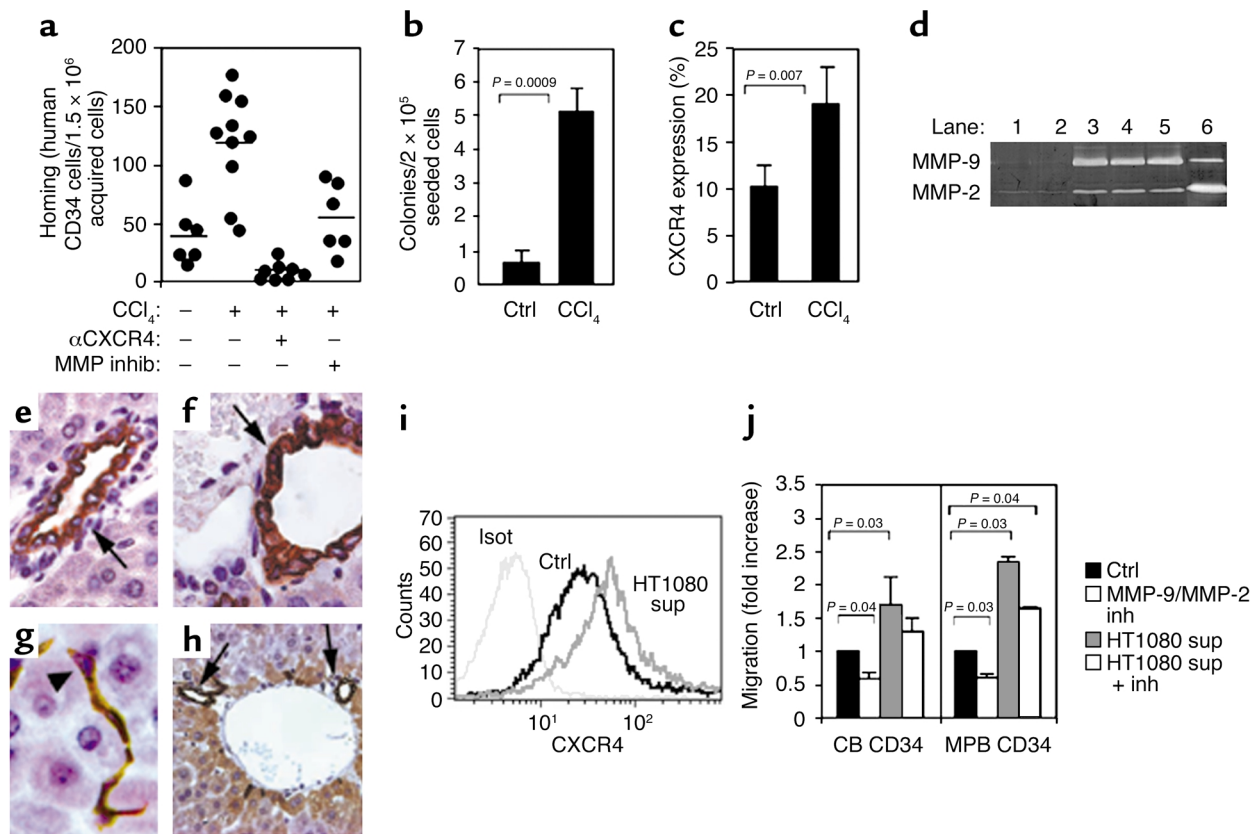 a
200
150
100
50
0
Homing (human
CD34 cells/1.5 × 10⁶
acquired cells)
CCl₄: – + + +
αCXCR4: – – + –
MMP inhib: – – – +
b
7
6
5
4
3
2
1
0
Colonies/2 × 10⁵
seeded cells
P = 0.0009
Ctrl CCl₄
c
25
20
15
10
5
0
CXCR4 expression (%)
P = 0.007
Ctrl CCl₄
d
Lane: 1 2 3 4 5 6
MMP-9
MMP-2
e
f
g
h
i
70
60
50
40
30
20
10
0
Counts
Isot
Ctrl
HT1080
sup
10¹ 10²
CXCR4
j
3.5
3
2.5
2
1.5
1
0.5
0
Migration (fold increase)
P = 0.03
P = 0.04
P = 0.04
P = 0.03
P = 0.03
CB CD34 MPB CD34
Ctrl
MMP-9/MMP-2
inh
HT1080 sup
HT1080 sup
+ inh